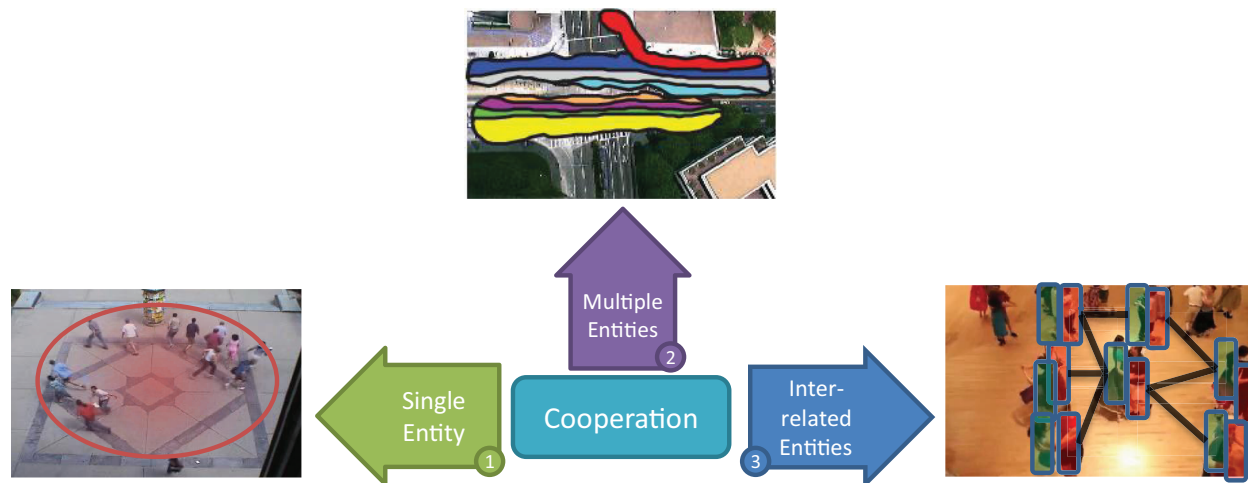 Multiple
Entities
2
Single
Entity
1
Cooperation
Inter-
related
Entities
3